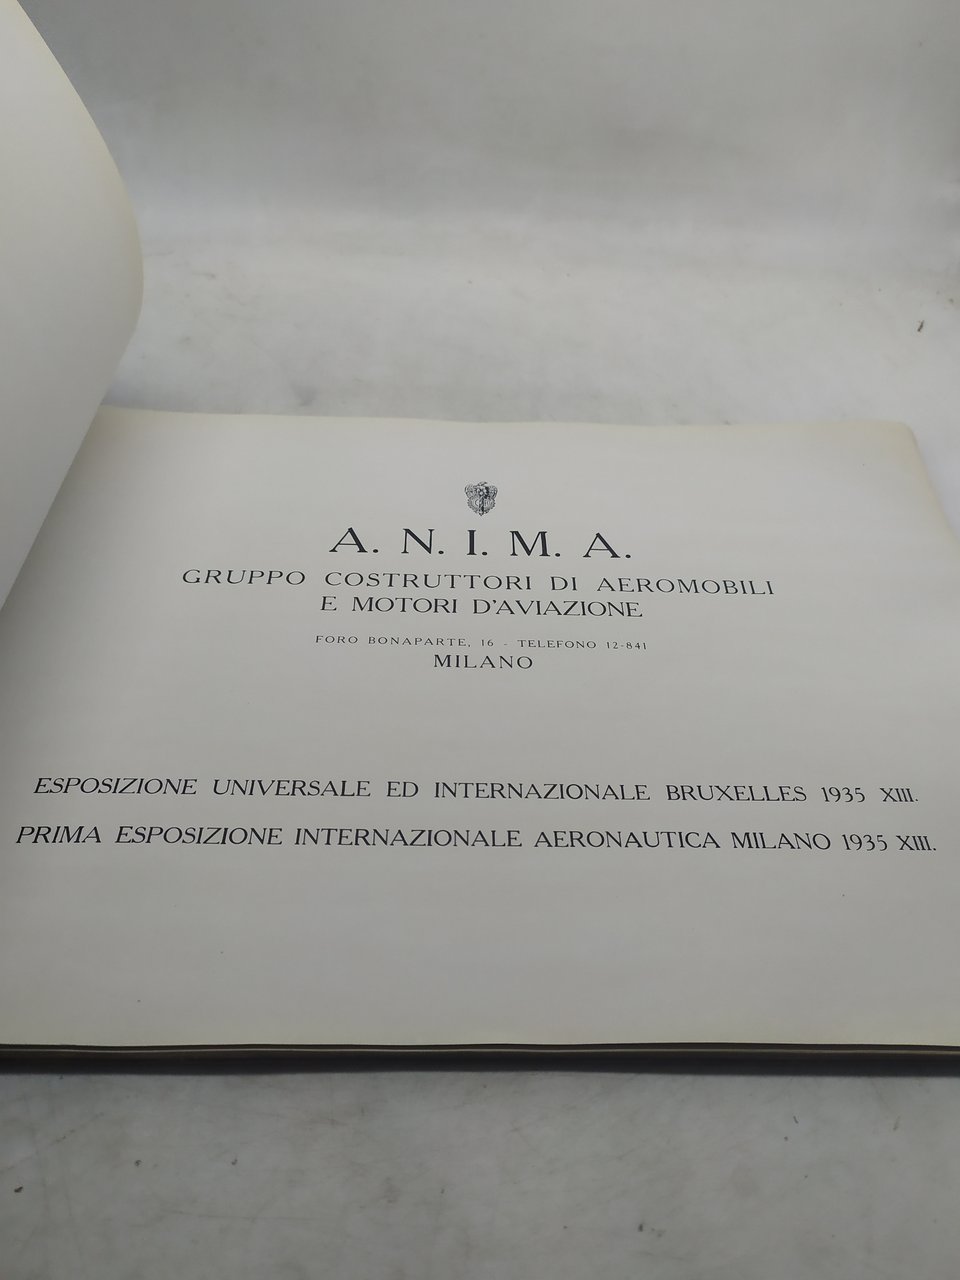 A. N. I. M. A.
GRUPPO COSTRUTTORI DI AEROMOBILI
E MOTORI D'AVIAZIONE
FORO BONAPARTE, 16 - TELEFONO 12-841
MILANO
ESPOSIZIONE UNIVERSALE ED INTERNAZIONALE BRUXELLES 1935 XIII.
PRIMA ESPOSIZIONE INTERNAZIONALE AERONAUTICA MILANO 1935 XIII.